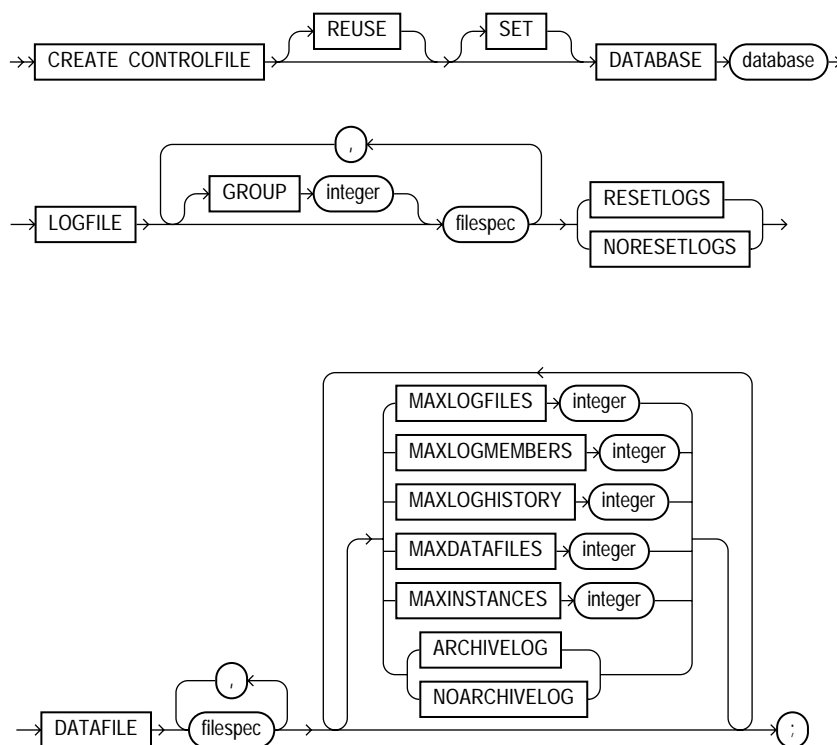 REUSE SET
CREATE CONTROLFILE DATABASE database
,
GROUP integer
LOGFILE filespec
RESETLOGS
NORESETLOGS
MAXLOGFILES integer
MAXLOGMEMBERS integer
MAXLOGHISTORY integer
MAXDATAFILES integer
MAXINSTANCES integer
ARCHIVELOG
NOARCHIVELOG
,
DATAFILE filespec ;